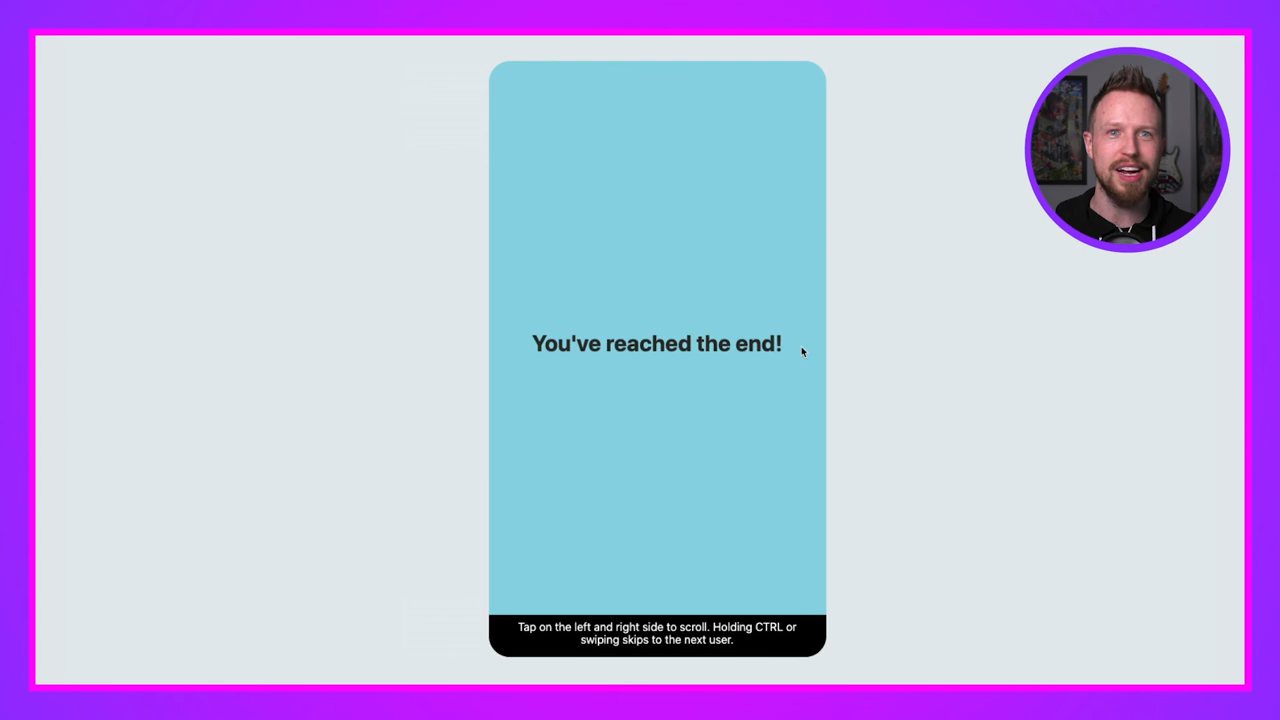 You've reached the end!
Tap on the left and right side to scroll. Holding CTRL or
swiping skips to the next user.